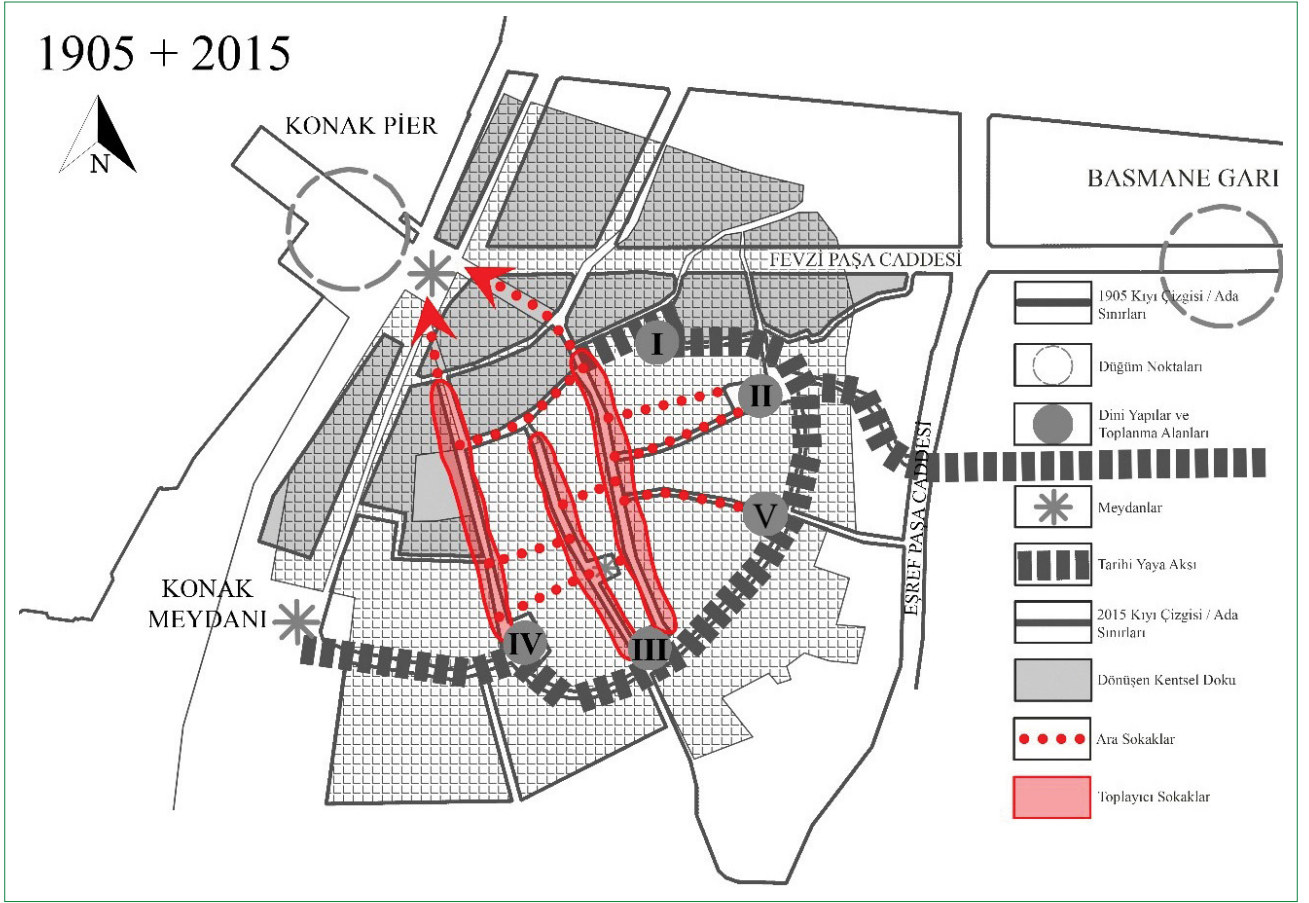 1905 + 2015
N
KONAK PİER
BASMANE GARI
FEVZİ PAŞA CADDESİ
EŞREF PAŞA CADDESİ
KONAK
MEYDANI
I
II
V
IV
III
1905 Kıyı Çizgisi / Ada
Sınırları
Düğüm Noktaları
Dini Yapılar ve
Toplanma Alanları
Meydanlar
Tarihi Yaya Aksı
2015 Kıyı Çizgisi / Ada
Sınırları
Dönüşen Kentsel Doku
Ara Sokaklar
Toplayıcı Sokaklar